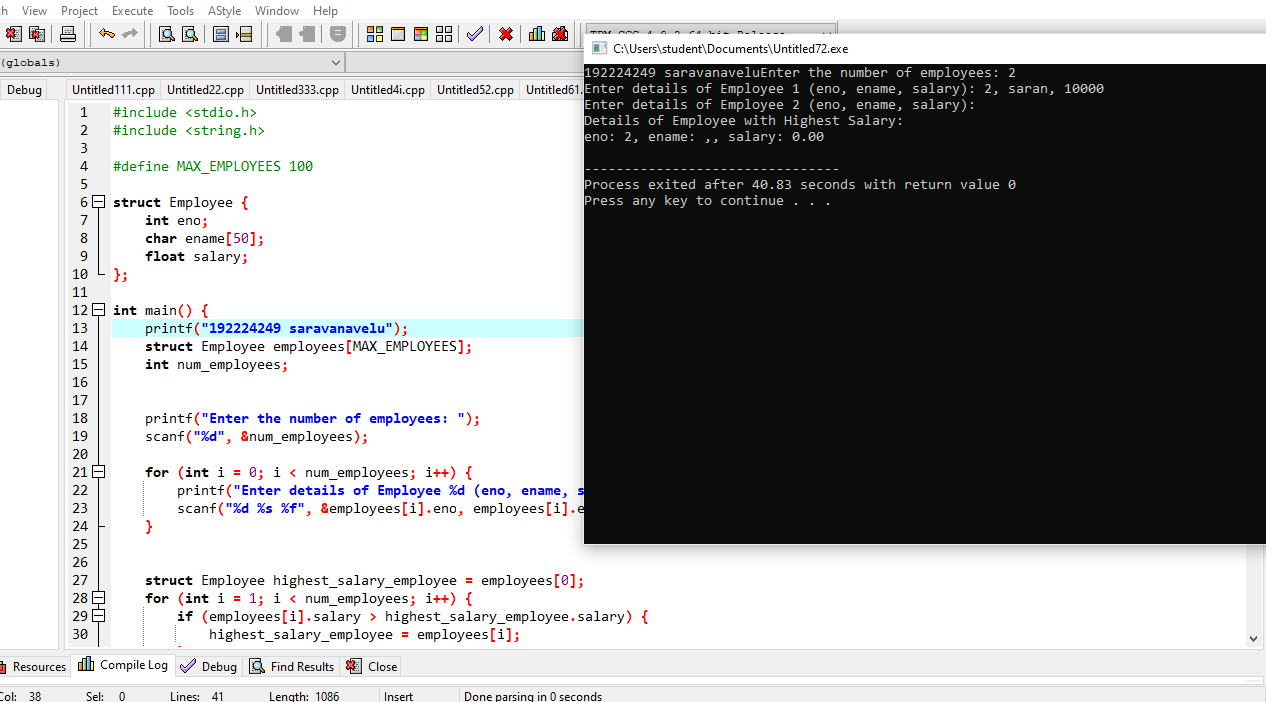 View Project Execute Tools AStyle Window Help
(globals)
Debug
Untitled111.cpp Untitled22.cpp Untitled333.cpp Untitled4i.cpp Untitled52.cpp Untitled61.
1 #include <stdio.h>
2 #include <string.h>
3
4 #define MAX_EMPLOYEES 100
5
6 struct Employee {
7 int eno;
8 char ename[50];
9 float salary;
10 };
11
12 int main() {
13 printf("192224249 saravanavelu");
14 struct Employee employees[MAX_EMPLOYEES];
15 int num_employees;
16
17
18 printf("Enter the number of employees: ");
19 scanf("%d", &num_employees);
20
21 for (int i = 0; i < num_employees; i++) {
22 printf("Enter details of Employee %d (eno, ename, s
23 scanf("%d %s %f", &employees[i].eno, employees[i].e
24 }
25
26
27 struct Employee highest_salary_employee = employees[0];
28 for (int i = 1; i < num_employees; i++) {
29 if (employees[i].salary > highest_salary_employee.salary) {
30 highest_salary_employee = employees[i];
C:\Users\student\Documents\Untitled72.exe
192224249 saravanaveluEnter the number of employees: 2
Enter details of Employee 1 (eno, ename, salary): 2, saran, 10000
Enter details of Employee 2 (eno, ename, salary):
Details of Employee with Highest Salary:
eno: 2, ename: ,, salary: 0.00
--------------------------------
Process exited after 40.83 seconds with return value 0
Press any key to continue . . .
Resources Compile Log Debug Find Results Close
Col: 38 Sel: 0 Lines: 41 Length: 1086 Insert Done parsing in 0 seconds